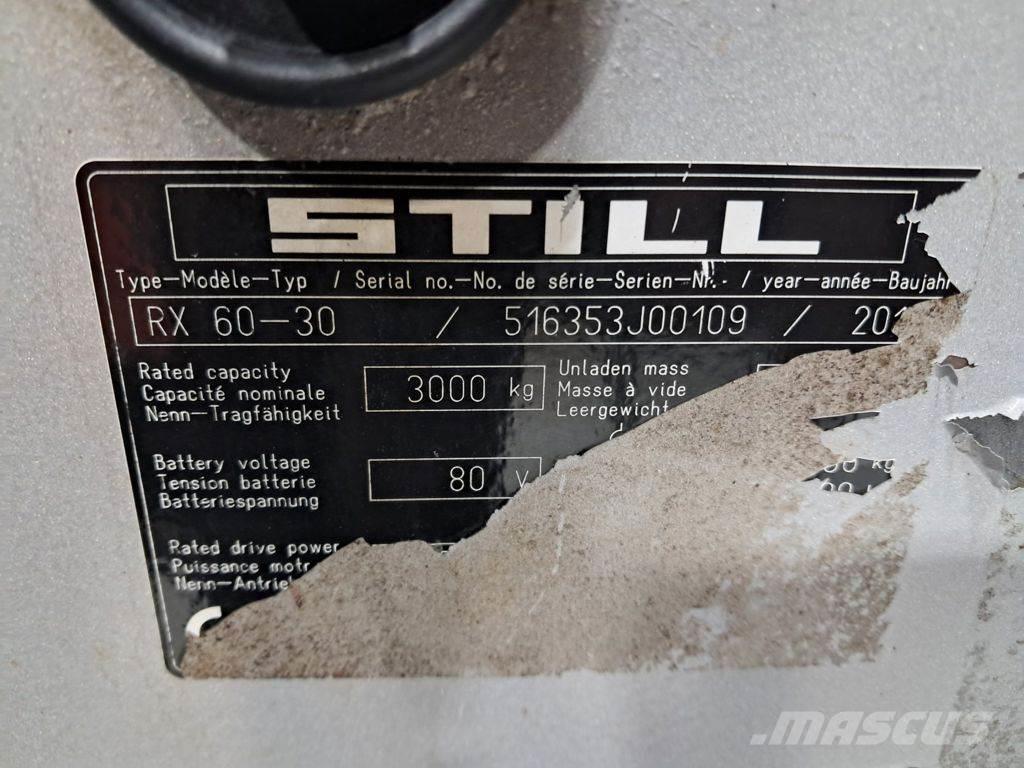 STILL
Type-Modèle-Typ / Serial no.-No. de série-Serien-Nr. / year-année-Baujahr
RX 60-30 / 516353J00109 / 201
Rated capacity
Capacité nominale
Nenn-Tragfähigkeit
3000 kg
Unladen mass
Masse à vide
Leergewicht
Battery voltage
Tension batterie
Batteriespannung
80 V
kg
Rated drive power
Puissance motr
Nenn-Antrie
MASCUS